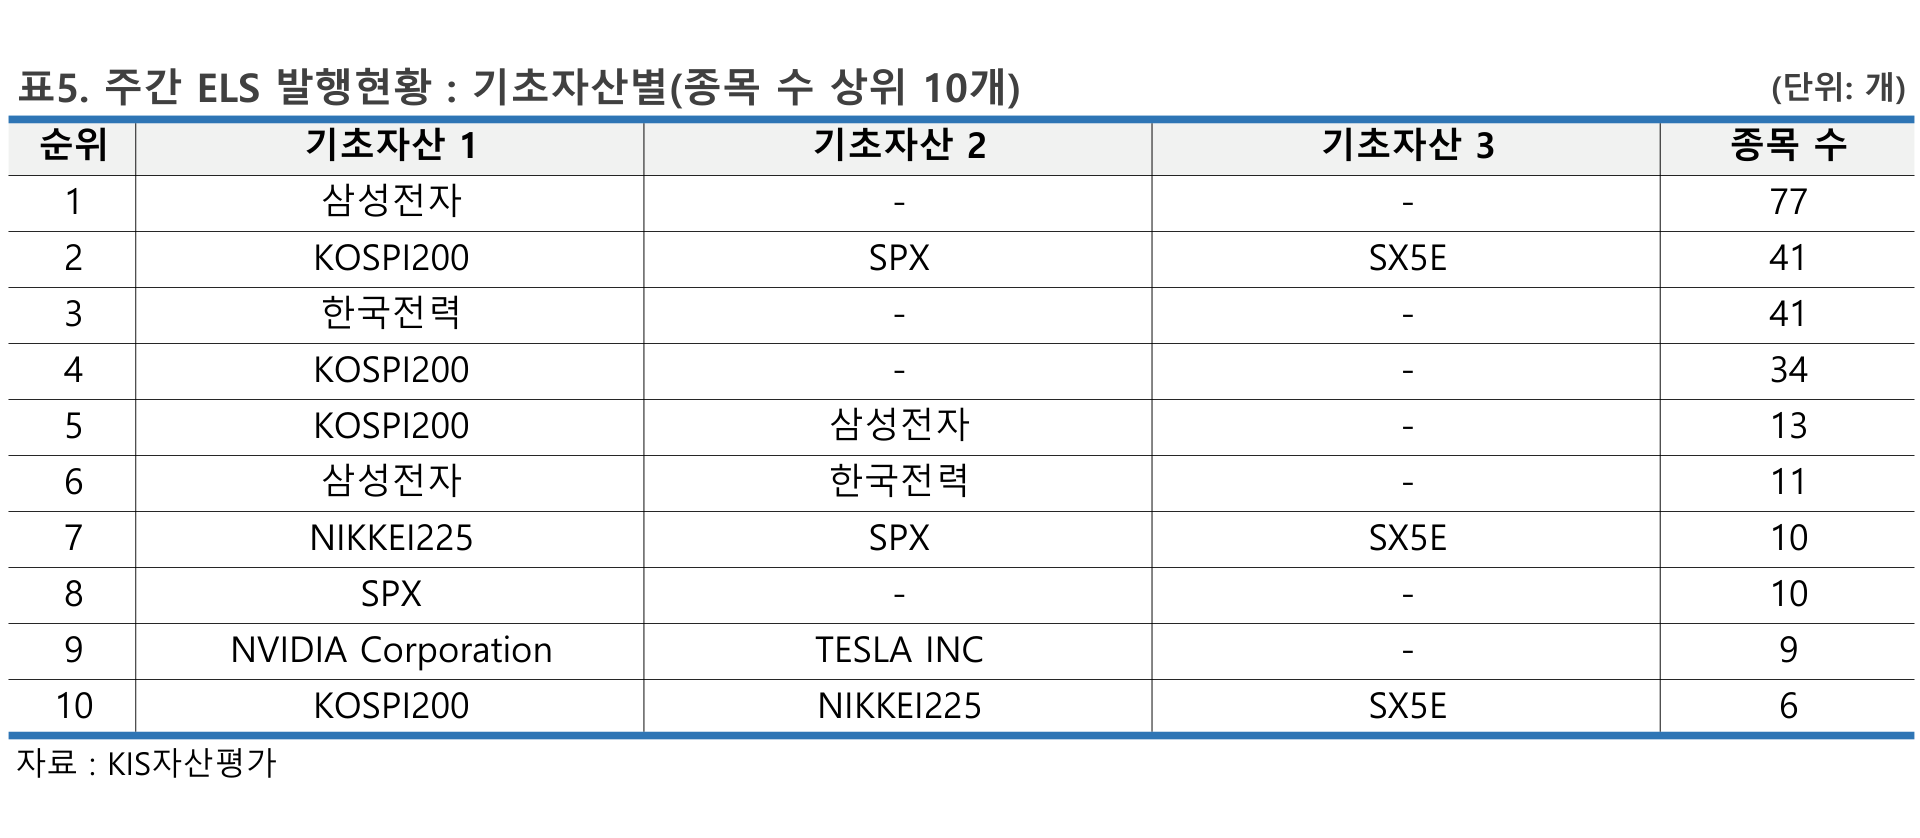 표5. 주간 ELS 발행현황 : 기초자산별(종목 수 상위 10개) (단위: 개)
순위 기초자산 1 기초자산 2 기초자산 3 종목 수
1 삼성전자 - - 77
2 KOSPI200 SPX SX5E 41
3 한국전력 - - 41
4 KOSPI200 - - 34
5 KOSPI200 삼성전자 - 13
6 삼성전자 한국전력 - 11
7 NIKKEI225 SPX SX5E 10
8 SPX - - 10
9 NVIDIA Corporation TESLA INC - 9
10 KOSPI200 NIKKEI225 SX5E 6
자료 : KIS자산평가